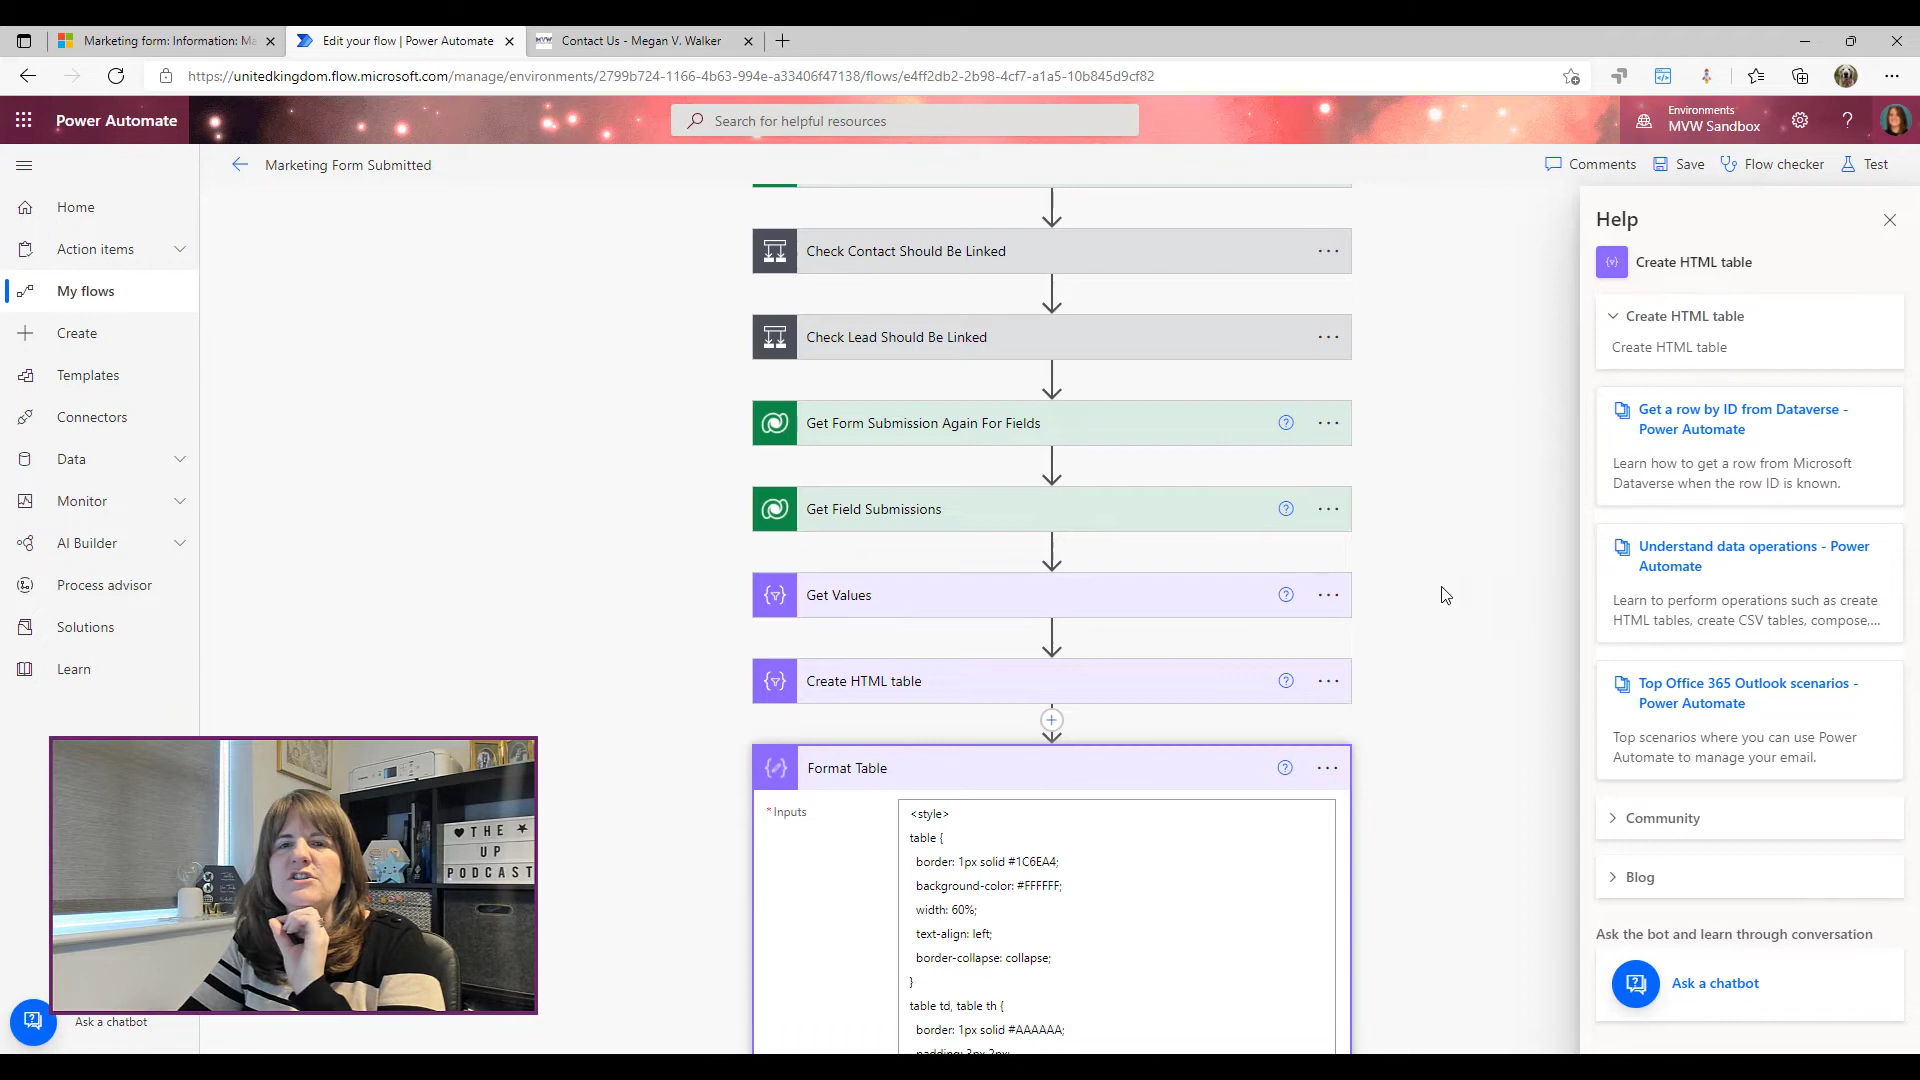 Marketing form: Information: Ma
Edit your flow | Power Automate
MVW
Contact Us - Megan V. Walker
https://unitedkingdom.flow.microsoft.com/manage/environments/2799b724-1166-4b63-994e-a33406f47138/flows/e4ff2db2-2b98-4cf7-a1a5-10b845d9cf82
Power Automate
Search for helpful resources
Environments
MVW Sandbox
Marketing Form Submitted
Comments
Save
Flow checker
Test
Home
Action items
My flows
Create
Templates
Connectors
Data
Monitor
AI Builder
Process advisor
Solutions
Learn
Ask a chatbot
Check Contact Should Be Linked
Check Lead Should Be Linked
Get Form Submission Again For Fields
Get Field Submissions
Get Values
Create HTML table
Format Table
* Inputs
<style>
table {
border: 1px solid #1C6EA4;
background-color: #FFFFFF;
width: 60%;
text-align: left;
border-collapse: collapse;
}
table td, table th {
border: 1px solid #AAAAAA;
padding: 3px 2px;
THE
UP
PODCAST
Help
Create HTML table
Create HTML table
Create HTML table
Get a row by ID from Dataverse -
Power Automate
Learn how to get a row from Microsoft
Dataverse when the row ID is known.
Understand data operations - Power
Automate
Learn to perform operations such as create
HTML tables, create CSV tables, compose,...
Top Office 365 Outlook scenarios -
Power Automate
Top scenarios where you can use Power
Automate to manage your email.
Community
Blog
Ask the bot and learn through conversation
Ask a chatbot